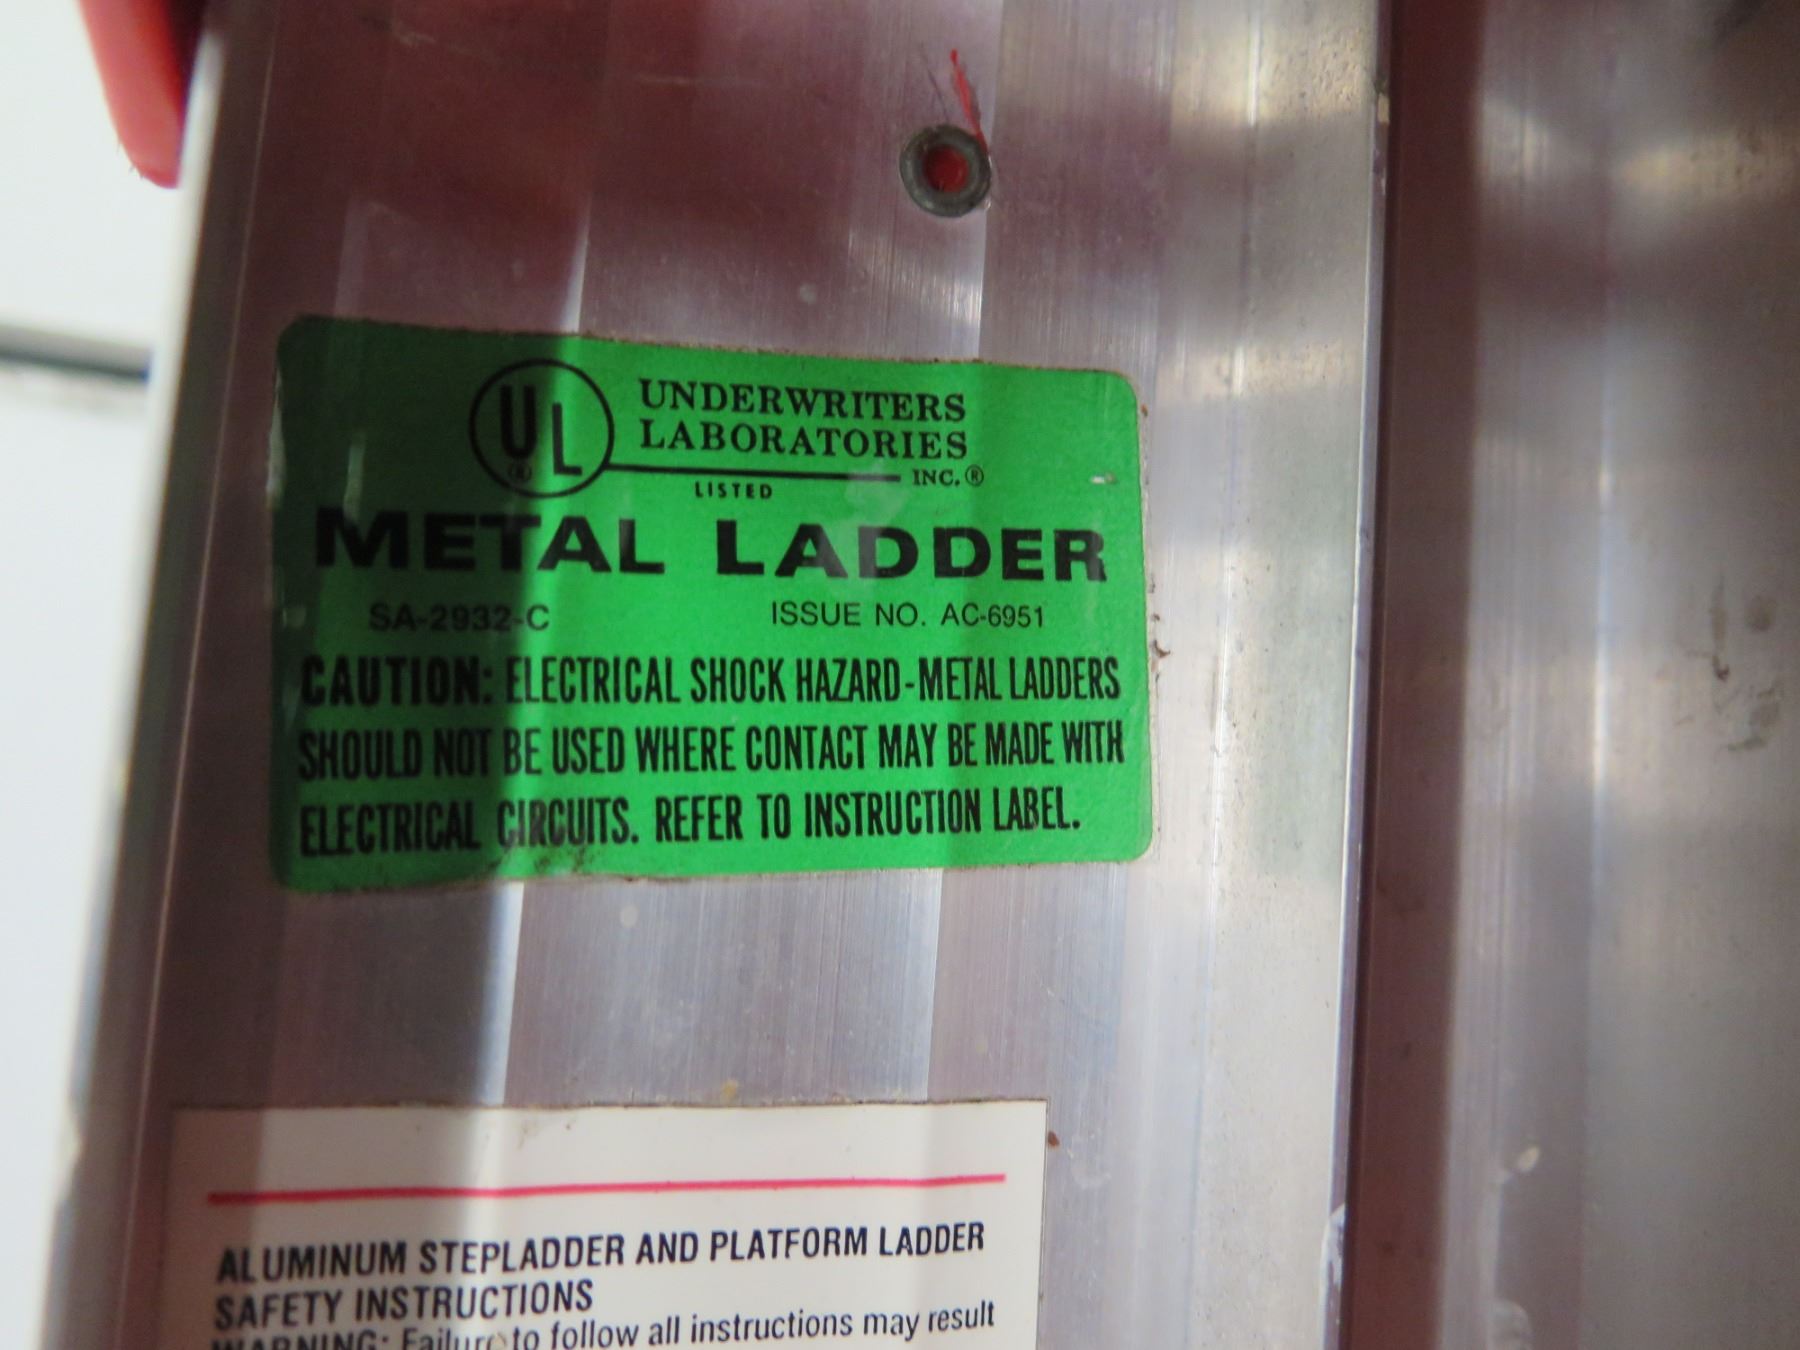 UL®
UNDERWRITERS
LABORATORIES
INC.®
LISTED
METAL LADDER
SA-2932-C ISSUE NO. AC-6951
CAUTION: ELECTRICAL SHOCK HAZARD-METAL LADDERS
SHOULD NOT BE USED WHERE CONTACT MAY BE MADE WITH
ELECTRICAL CIRCUITS. REFER TO INSTRUCTION LABEL.
ALUMINUM STEPLADDER AND PLATFORM LADDER
SAFETY INSTRUCTIONS
WARNING: Failure to follow all instructions may result